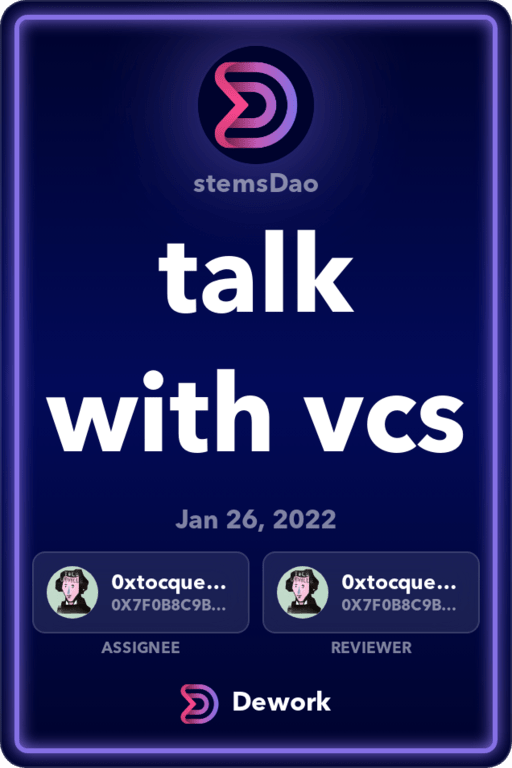 stemsDao
talk
with vcs
Jan 26, 2022
0xtocque... 0xtocque...
0X7F0B8C9B... 0X7F0B8C9B...
ASSIGNEE REVIEWER
Dework